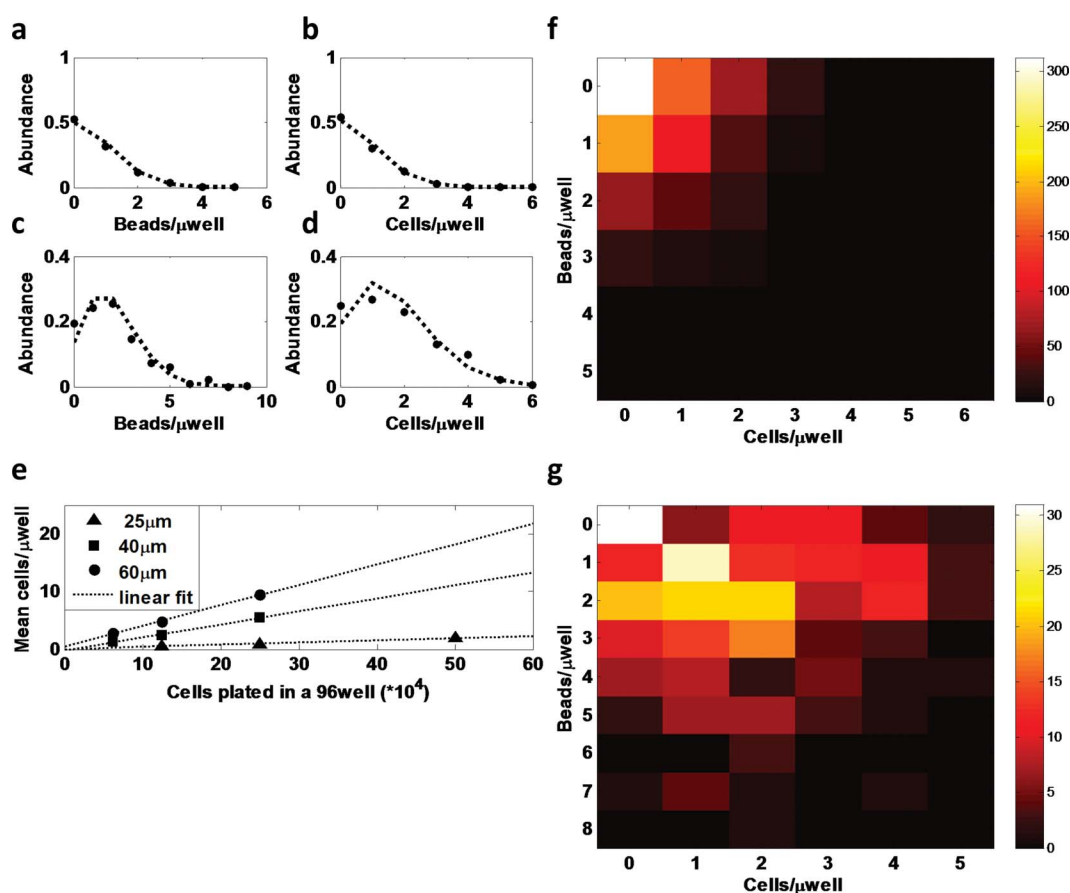 a
1
0.5
0
Abundance
0 2 4 6
Beads/μwell
b
1
0.5
0
Abundance
0 2 4 6
Cells/μwell
c
0.4
0.2
0
Abundance
0 5 10
Beads/μwell
d
0.4
0.2
0
Abundance
0 2 4 6
Cells/μwell
e
20
10
0
Mean cells/μwell
25μm
40μm
60μm
linear fit
0 10 20 30 40 50 60
Cells plated in a 96well (*10^4)
f
0
1
2
3
4
5
Beads/μwell
0 1 2 3 4 5 6
Cells/μwell
300
250
200
150
100
50
0
g
0
1
2
3
4
5
6
7
8
Beads/μwell
0 1 2 3 4 5
Cells/μwell
30
25
20
15
10
5
0